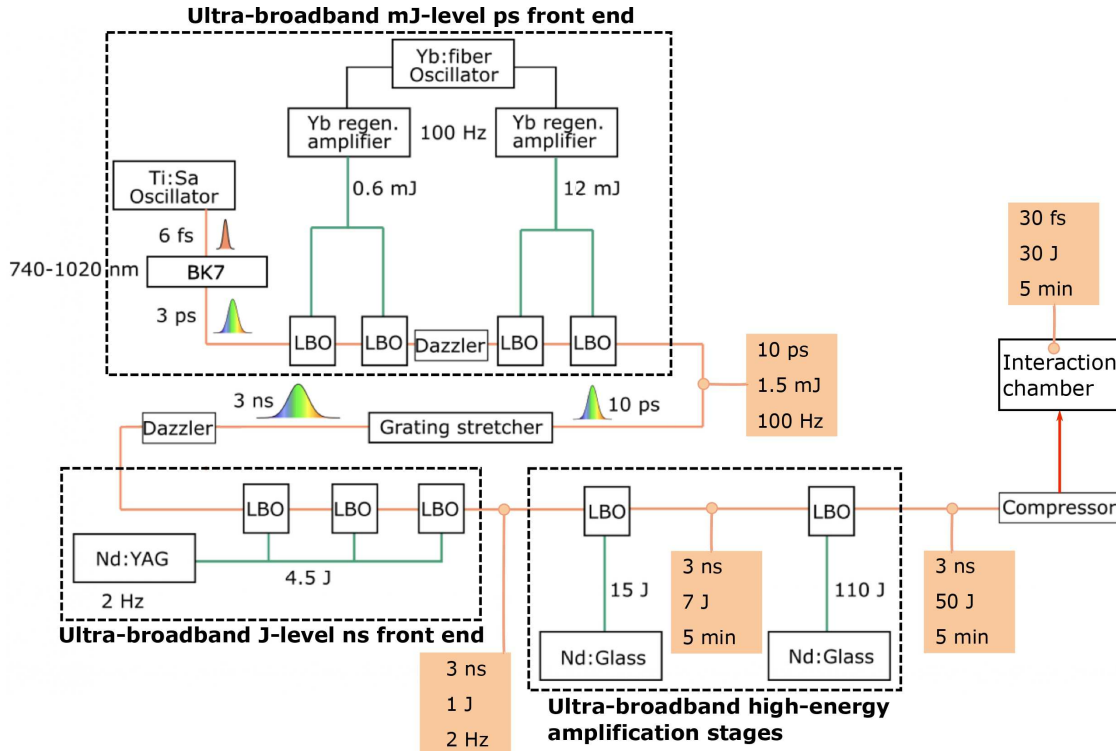 Ultra-broadband mJ-level ps front end
Yb:fiber
Oscillator
Yb regen.
amplifier
100 Hz
Yb regen.
amplifier
Ti:Sa
Oscillator
0.6 mJ
12 mJ
6 fs
740-1020 nm
BK7
3 ps
LBO
LBO
Dazzler
LBO
LBO
30 fs
30 J
5 min
Interaction
chamber
10 ps
1.5 mJ
100 Hz
3 ns
10 ps
Dazzler
Grating stretcher
LBO
LBO
LBO
LBO
LBO
Compressor
Nd:YAG
4.5 J
2 Hz
Ultra-broadband J-level ns front end
15 J
3 ns
7 J
5 min
110 J
3 ns
50 J
5 min
Nd:Glass
Nd:Glass
3 ns
1 J
2 Hz
Ultra-broadband high-energy
amplification stages